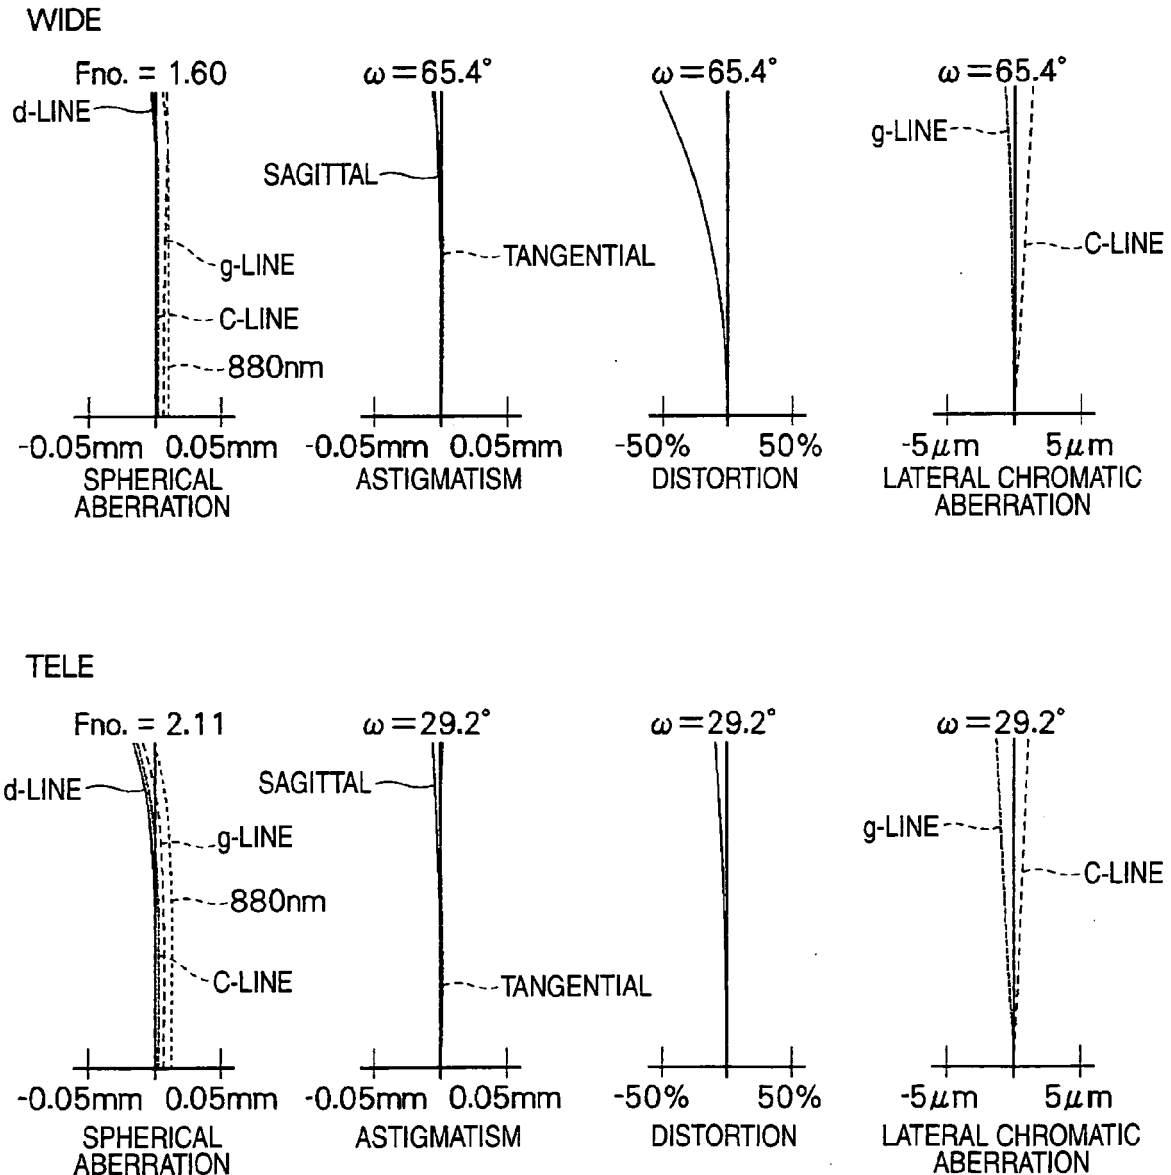 WIDE
Fno. = 1.60
ω=65.4°
ω=65.4°
ω=65.4°
d-LINE
g-LINE
SAGITTAL
TANGENTIAL
C-LINE
g-LINE
C-LINE
880nm
-0.05mm 0.05mm
-0.05mm 0.05mm
-50% 50%
-5μm 5μm
SPHERICAL
ABERRATION
ASTIGMATISM
DISTORTION
LATERAL CHROMATIC
ABERRATION
TELE
Fno. = 2.11
ω=29.2°
ω=29.2°
ω=29.2°
d-LINE
SAGITTAL
g-LINE
g-LINE
C-LINE
880nm
C-LINE
TANGENTIAL
-0.05mm 0.05mm
-0.05mm 0.05mm
-50% 50%
-5μm 5μm
SPHERICAL
ABERRATION
ASTIGMATISM
DISTORTION
LATERAL CHROMATIC
ABERRATION